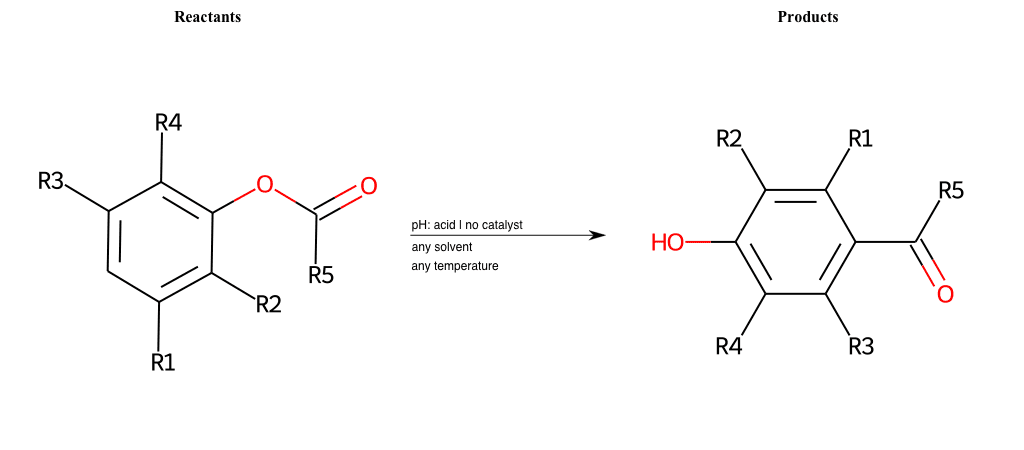 Reactants
Products
R4
R3
O
O
R5
R2
R1
pH: acid | no catalyst
any solvent
any temperature
R2
R1
R5
HO
O
R4
R3